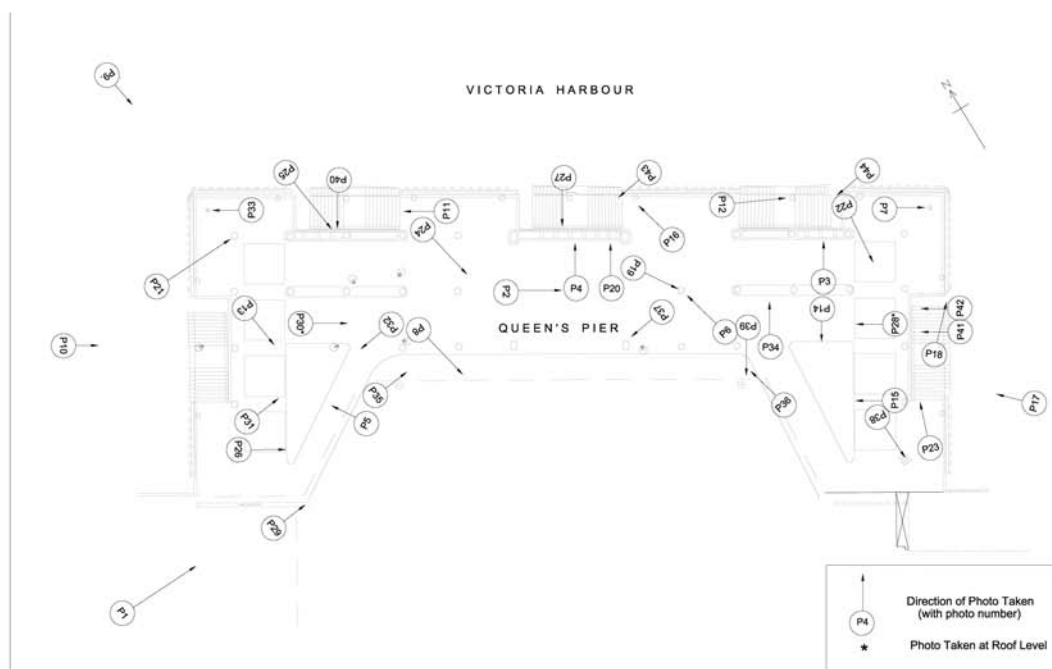 P9.
VICTORIA HARBOUR
N
P25
P40
P27
P43
P44
P33
P11
P12
P22
P7
P24
P16
P21
P19
P3
P2
P4
P20
P13
P30*
P32
P8
QUEEN'S PIER
P37
P6
P39
P34
P14
P28*
P42
P41
P18
P10
P31
P5
P35
P36
P15
P38
P17
P26
P23
P29
P1
P4
Direction of Photo Taken
(with photo number)
* Photo Taken at Roof Level